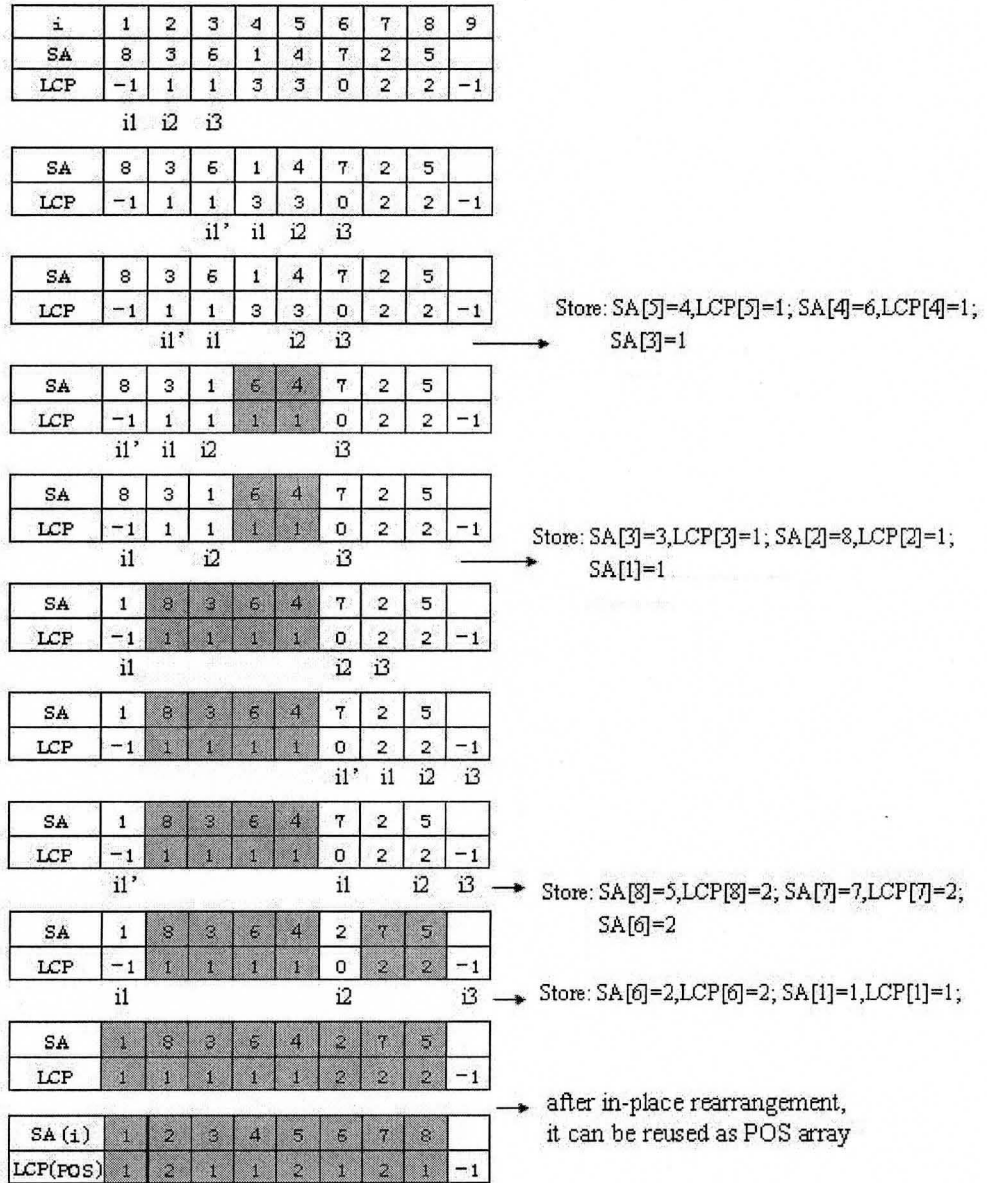 i 1 2 3 4 5 6 7 8 9
SA 8 3 6 1 4 7 2 5
LCP -1 1 1 3 3 0 2 2 -1
i1 i2 i3
SA 8 3 6 1 4 7 2 5
LCP -1 1 1 3 3 0 2 2 -1
i1' i1 i2 i3
SA 8 3 6 1 4 7 2 5
LCP -1 1 1 3 3 0 2 2 -1
i1' i1 i2 i3
Store: SA[5]=4,LCP[5]=1; SA[4]=6,LCP[4]=1;
SA[3]=1
SA 8 3 1 6 4 7 2 5
LCP -1 1 1 1 1 0 2 2 -1
i1' i1 i2 i3
SA 8 3 1 6 4 7 2 5
LCP -1 1 1 1 1 0 2 2 -1
i1 i2 i3
Store: SA[3]=3,LCP[3]=1; SA[2]=8,LCP[2]=1;
SA[1]=1
SA 1 8 3 6 4 7 2 5
LCP -1 1 1 1 1 0 2 2 -1
i1 i2 i3
SA 1 8 3 6 4 7 2 5
LCP -1 1 1 1 1 0 2 2 -1
i1' i1 i2 i3
SA 1 8 3 6 4 7 2 5
LCP -1 1 1 1 1 0 2 2 -1
i1' i1 i2 i3
Store: SA[8]=5,LCP[8]=2; SA[7]=7,LCP[7]=2;
SA[6]=2
SA 1 8 3 6 4 2 7 5
LCP -1 1 1 1 1 0 2 2 -1
i1 i2 i3
Store: SA[6]=2,LCP[6]=2; SA[1]=1,LCP[1]=1;
SA 1 8 3 6 4 2 7 5
LCP 1 1 1 1 1 2 2 2 -1
after in-place rearrangement,
it can be reused as POS array
SA(i) 1 2 3 4 5 6 7 8
LCP(POS) 1 2 1 1 2 1 2 1 -1